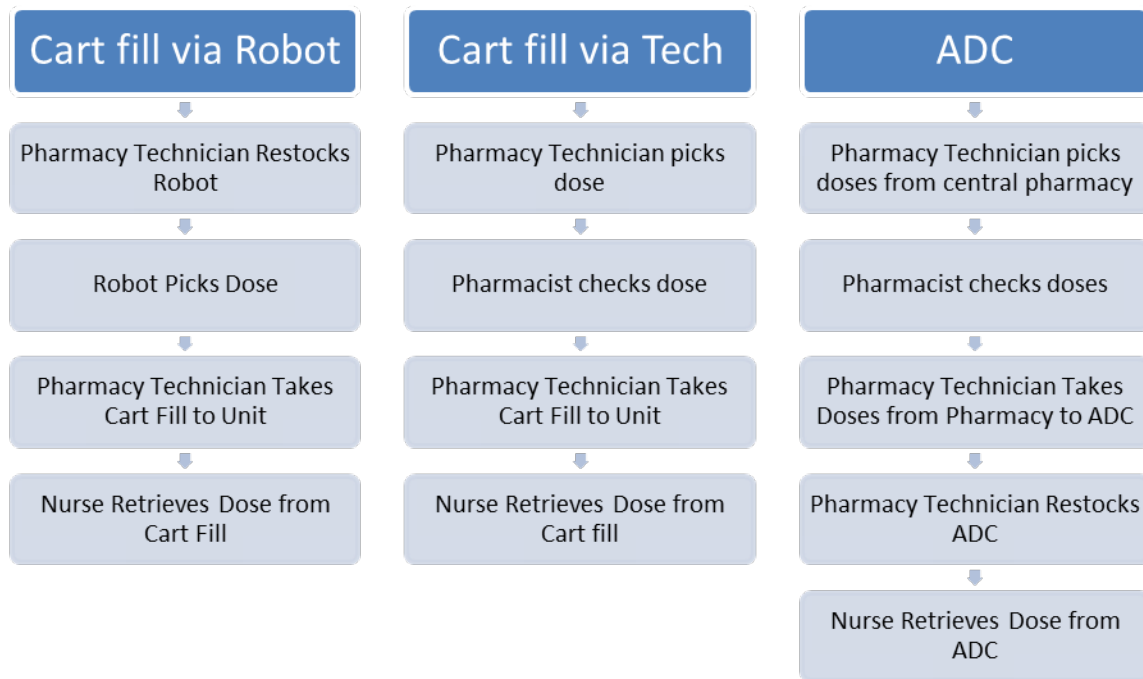 Cart fill via Robot
Pharmacy Technician Restocks
Robot
Robot Picks Dose
Pharmacy Technician Takes
Cart Fill to Unit
Nurse Retrieves Dose from
Cart Fill
Cart fill via Tech
Pharmacy Technician picks
dose
Pharmacist checks dose
Pharmacy Technician Takes
Cart Fill to Unit
Nurse Retrieves Dose from
Cart fill
ADC
Pharmacy Technician picks
doses from central pharmacy
Pharmacist checks doses
Pharmacy Technician Takes
Doses from Pharmacy to ADC
Pharmacy Technician Restocks
ADC
Nurse Retrieves Dose from
ADC